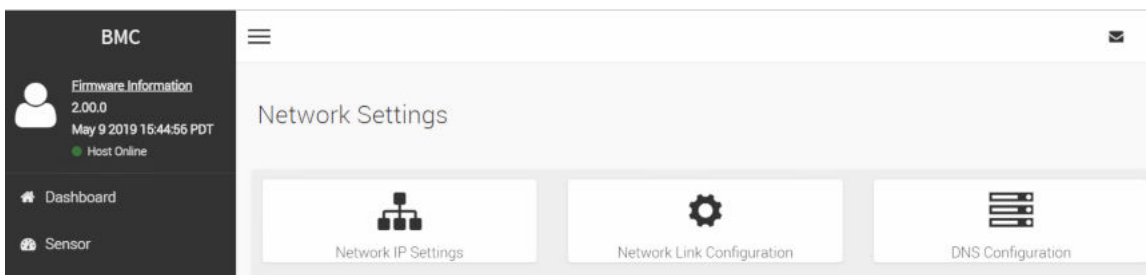 BMC
Firmware Information
2.00.0
May 9 2019 15:44:56 PDT
Host Online
Dashboard
Sensor
Network Settings
Network IP Settings
Network Link Configuration
DNS Configuration